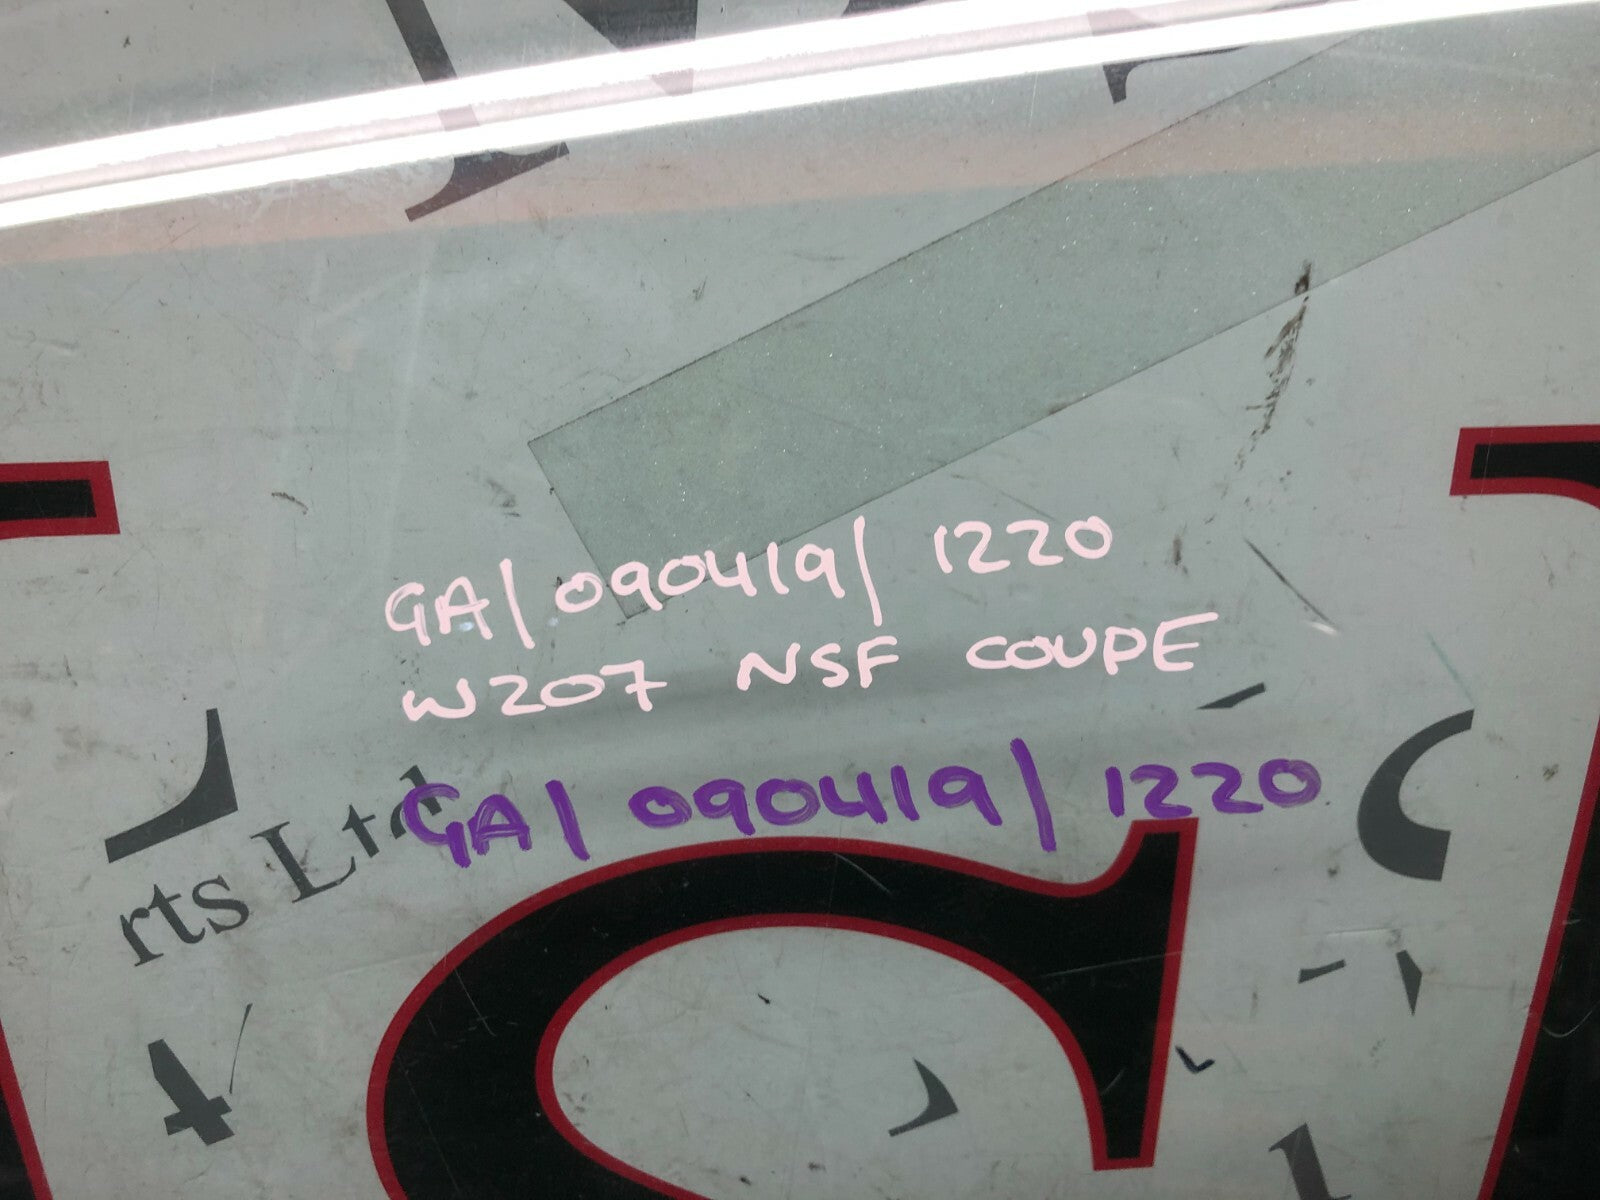 GA/090419/ 1220
W207 NSF COUPE
GA/ 090419/ 1220
rts Ltd